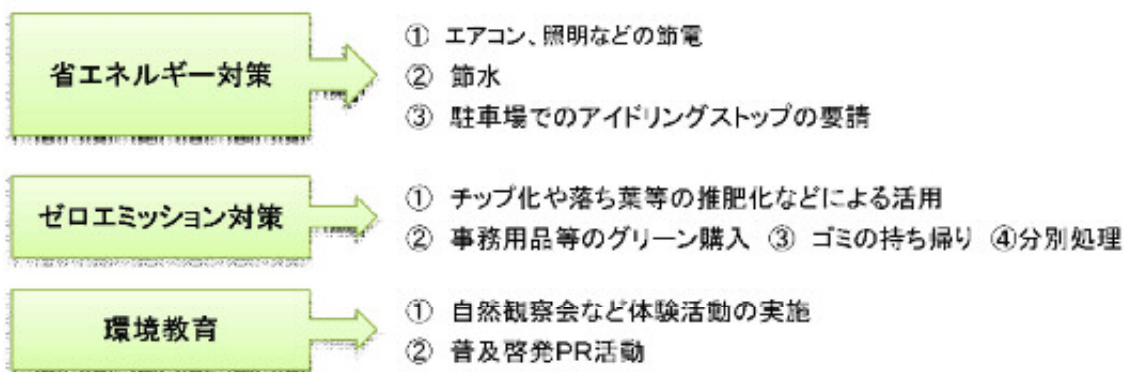 省エネルギー対策
① エアコン、照明などの節電
② 節水
③ 駐車場でのアイドリングストップの要請
ゼロエミッション対策
① チップ化や落ち葉等の推肥化などによる活用
② 事務用品等のグリーン購入 ③ ゴミの持ち帰り ④分別処理
環境教育
① 自然観察会など体験活動の実施
② 普及啓発PR活動